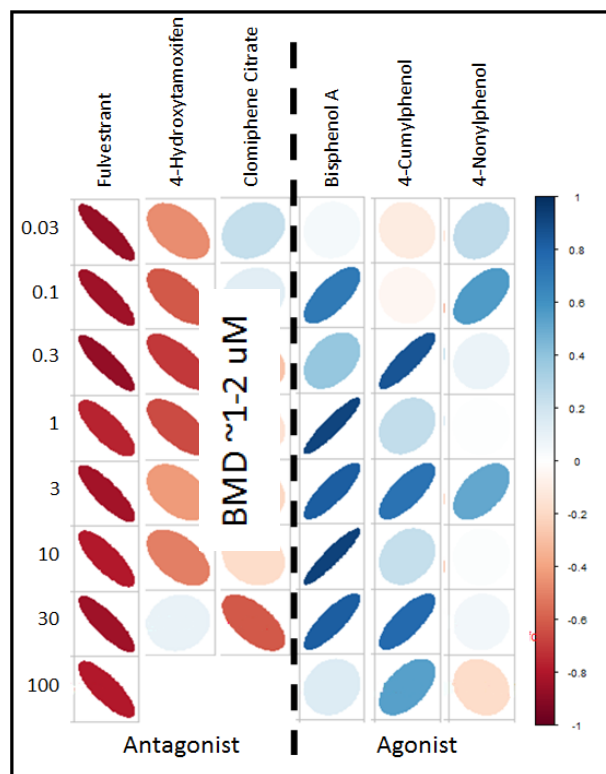 Fulvestrant
4-Hydroxytamoxifen
Clomiphene Citrate
Bisphenol A
4-Cumylphenol
4-Nonylphenol
0.03
0.1
0.3
1
3
10
30
100
BMD ~1-2 uM
1
0.8
0.6
0.4
0.2
0
-0.2
-0.4
-0.6
-0.8
-1
Antagonist
Agonist